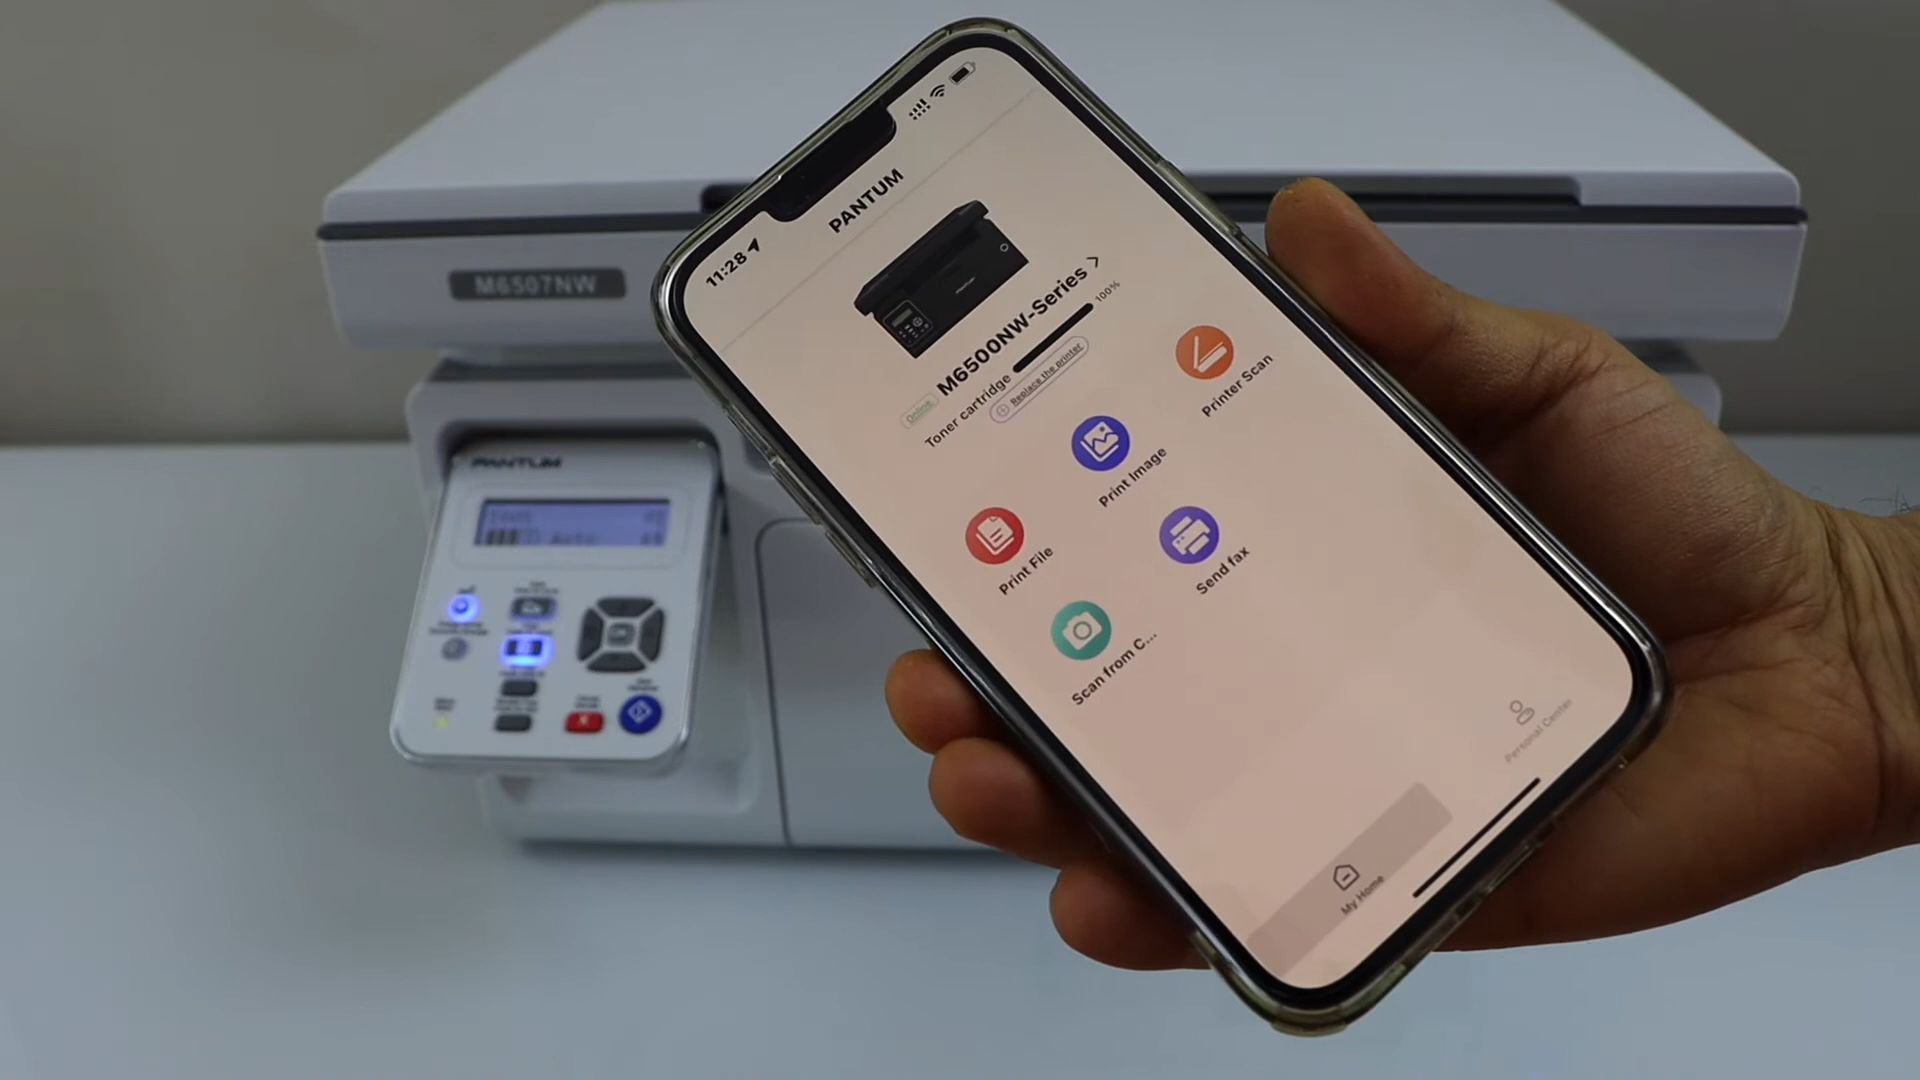 11:28
PANTUM
M6500NW-Series
Online
Toner cartridge
100%
Replace the printer
Print File
Print Image
Printer Scan
Scan from C...
Send fax
My Home
Personal Center
M6507NW
PANTUM